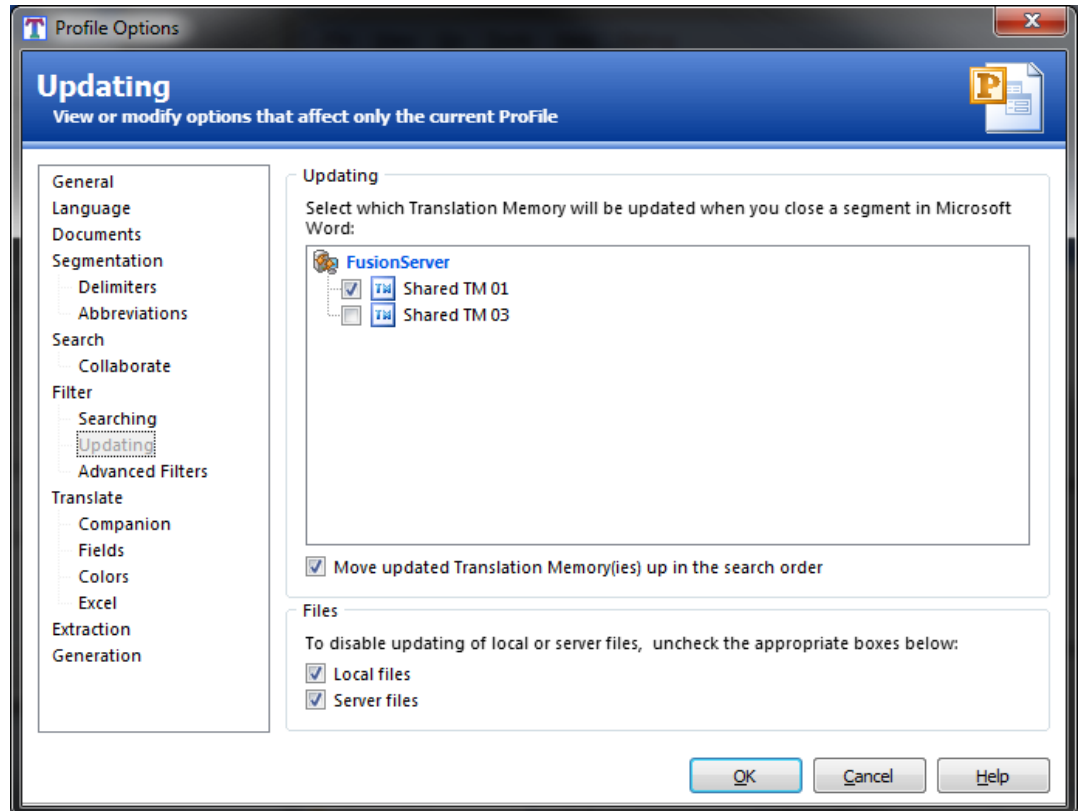 Profile Options
Updating
View or modify options that affect only the current ProFile
General
Language
Documents
Segmentation
Delimiters
Abbreviations
Search
Collaborate
Filter
Searching
Updating
Advanced Filters
Translate
Companion
Fields
Colors
Excel
Extraction
Generation
Updating
Select which Translation Memory will be updated when you close a segment in Microsoft
Word:
FusionServer
TM Shared TM 01
TM Shared TM 03
Move updated Translation Memory(ies) up in the search order
Files
To disable updating of local or server files,  uncheck the appropriate boxes below:
Local files
Server files
OK
Cancel
Help